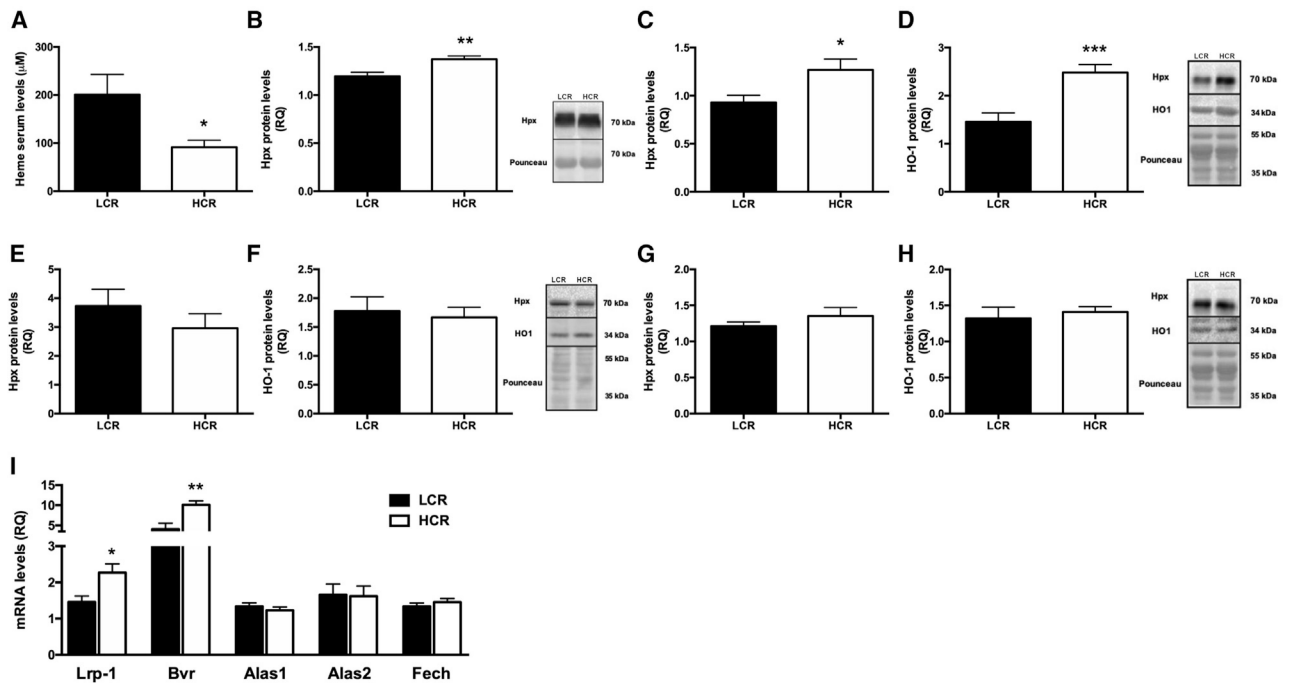 A
Heme serum levels (μM)
300
200
100
0
*
LCR
HCR
B
Hpx protein levels
(RQ)
1.5
1.0
0.5
0.0
**
LCR
HCR
LCR HCR
Hpx
70 kDa
70 kDa
Pounceau
C
Hpx protein levels
(RQ)
1.5
1.0
0.5
0.0
*
LCR
HCR
D
HO-1 protein levels
(RQ)
3
2
1
0
***
LCR
HCR
LCR HCR
Hpx
70 kDa
HO1
34 kDa
55 kDa
Pounceau
35 kDa
E
Hpx protein levels
(RQ)
5
4
3
2
1
0
LCR
HCR
F
HO-1 protein levels
(RQ)
2.5
2.0
1.5
1.0
0.5
0.0
LCR
HCR
LCR HCR
Hpx
70 kDa
HO1
34 kDa
55 kDa
Pounceau
35 kDa
G
Hpx protein levels
(RQ)
2.0
1.5
1.0
0.5
0.0
LCR
HCR
H
HO-1 protein levels
(RQ)
2.0
1.5
1.0
0.5
0.0
LCR
HCR
LCR HCR
Hpx
70 kDa
HO1
34 kDa
55 kDa
Pounceau
35 kDa
I
mRNA levels (RQ)
15
10
5
3
2
1
0
*
**
LCR
HCR
Lrp-1
Bvr
Alas1
Alas2
Fech